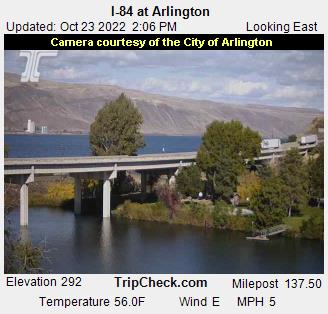 I-84 at Arlington
Updated: Oct 23 2022 2:06 PM Looking East
Camera courtesy of the City of Arlington
Elevation 292 TripCheck.com Milepost 137.50
Temperature 56.0F Wind E MPH 5